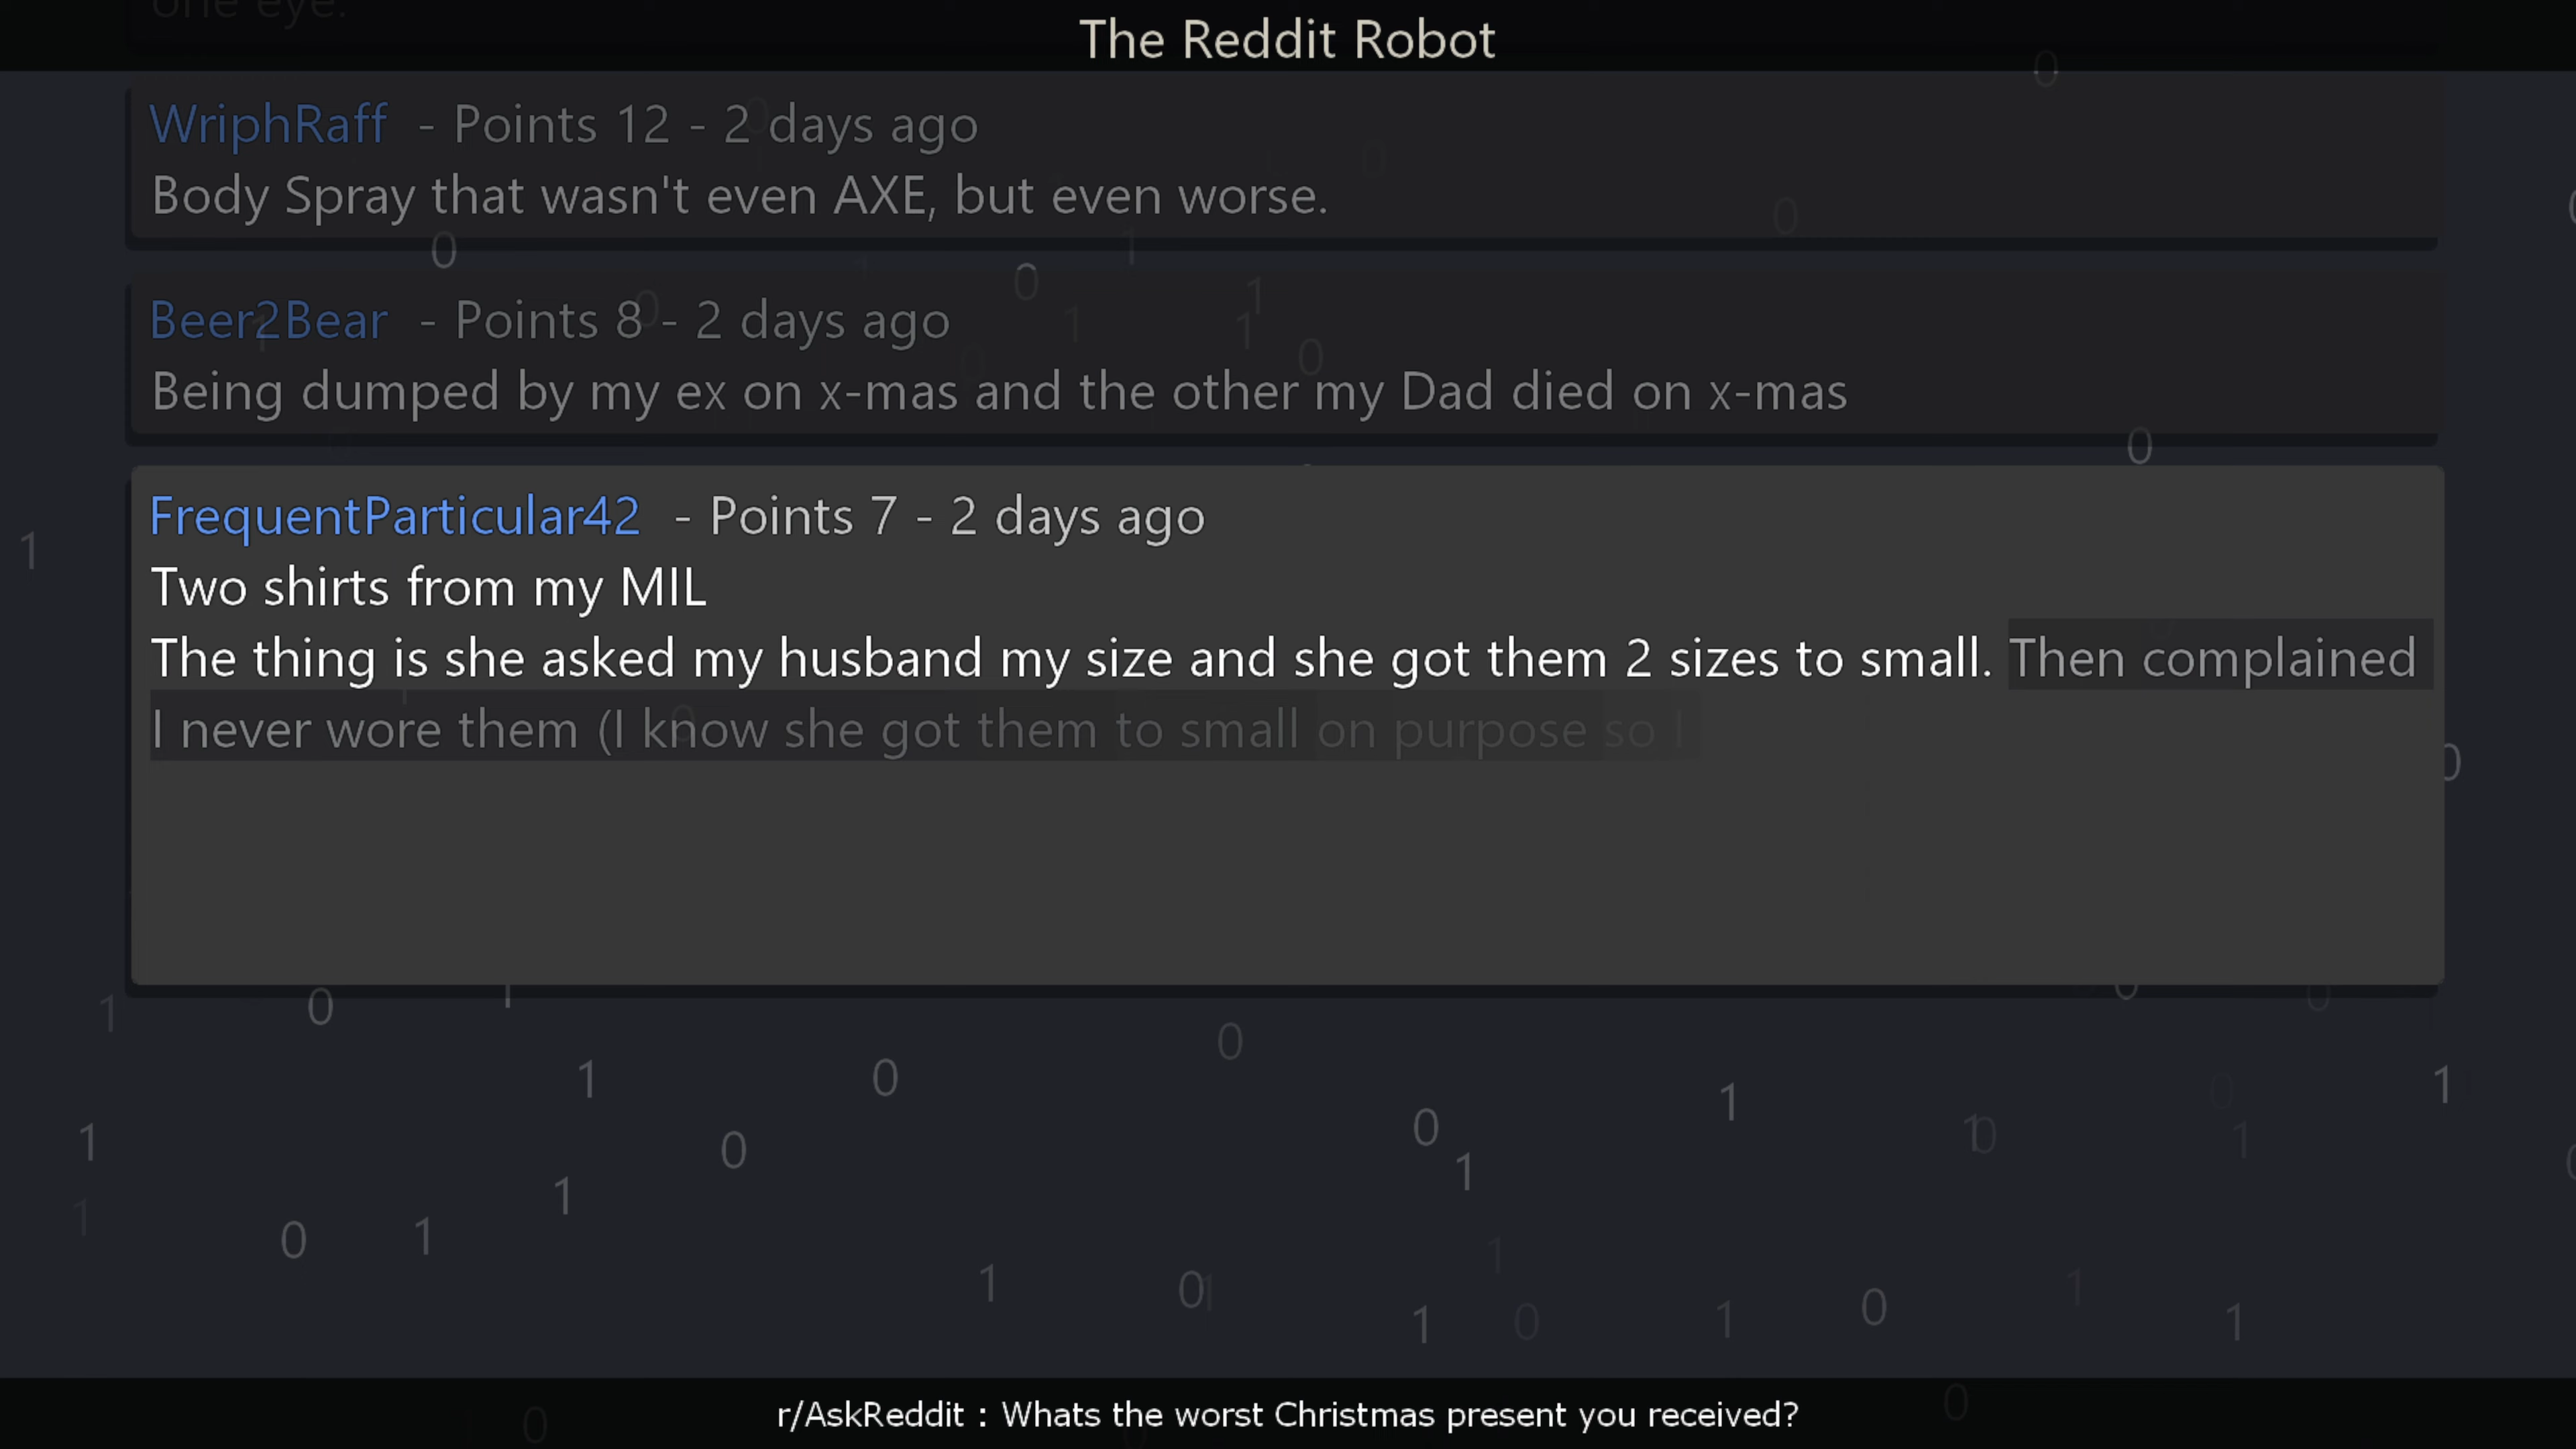 one eye.
The Reddit Robot
WriphRaff - Points 12 - 2 days ago
Body Spray that wasn't even AXE, but even worse.
Beer2Bear - Points 8 - 2 days ago
Being dumped by my ex on x-mas and the other my Dad died on x-mas
FrequentParticular42 - Points 7 - 2 days ago
Two shirts from my MIL
The thing is she asked my husband my size and she got them 2 sizes to small. Then complained
I never wore them (I know she got them to small on purpose so I
r/AskReddit : Whats the worst Christmas present you received?